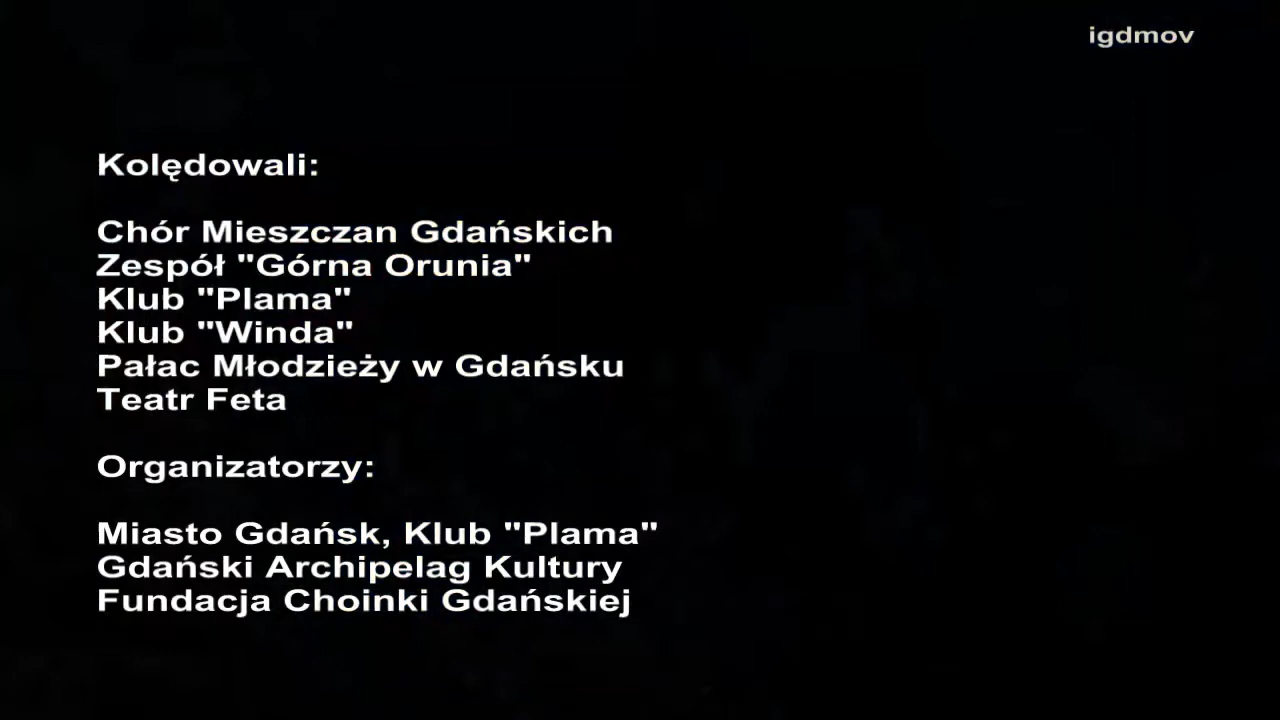 igdmov
Kolędowali:
Chór Mieszczan Gdańskich
Zespół "Górna Orunia"
Klub "Plama"
Klub "Winda"
Pałac Młodzieży w Gdańsku
Teatr Feta
Organizatorzy:
Miasto Gdańsk, Klub "Plama"
Gdański Archipelag Kultury
Fundacja Choinki Gdańskiej